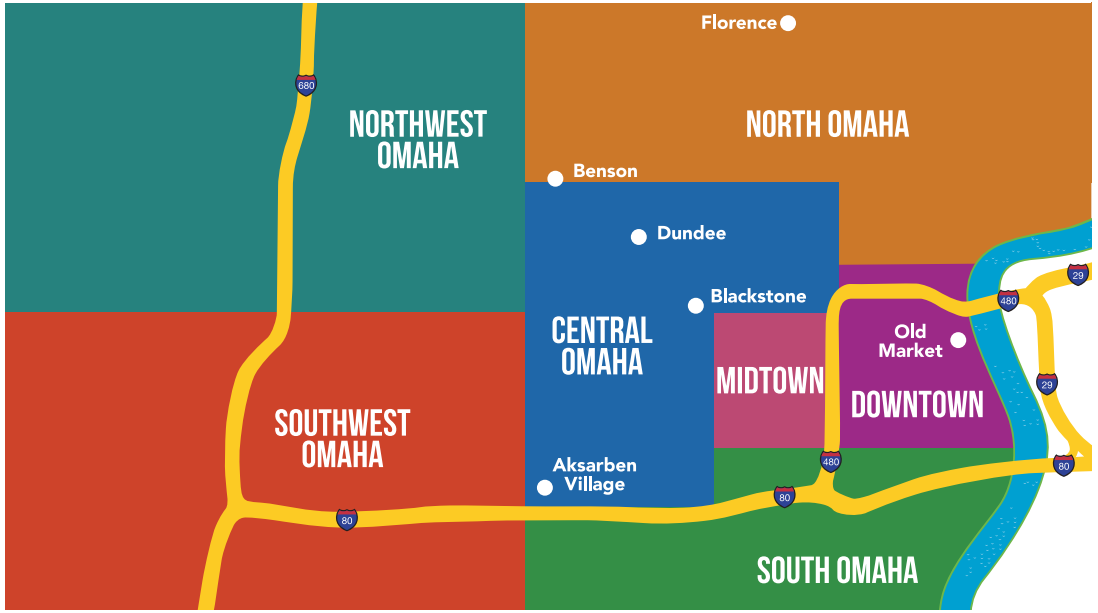 Florence
680
NORTHWEST
OMAHA
NORTH OMAHA
Benson
Dundee
29
Blackstone
480
CENTRAL
OMAHA
Old
Market
MIDTOWN
29
DOWNTOWN
SOUTHWEST
OMAHA
Aksarben
Village
480
80
80
80
SOUTH OMAHA